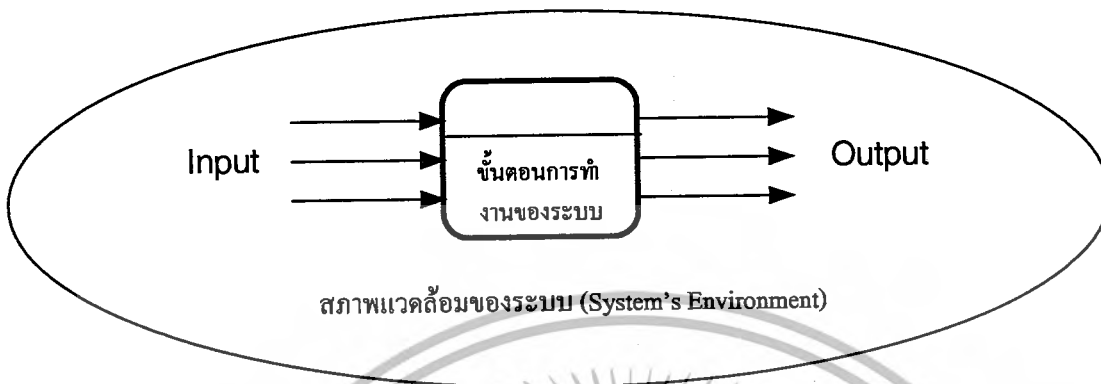 Input
ขั้นตอนการทำ
งานของระบบ
Output
สภาพแวดล้อมของระบบ (System's Environment)